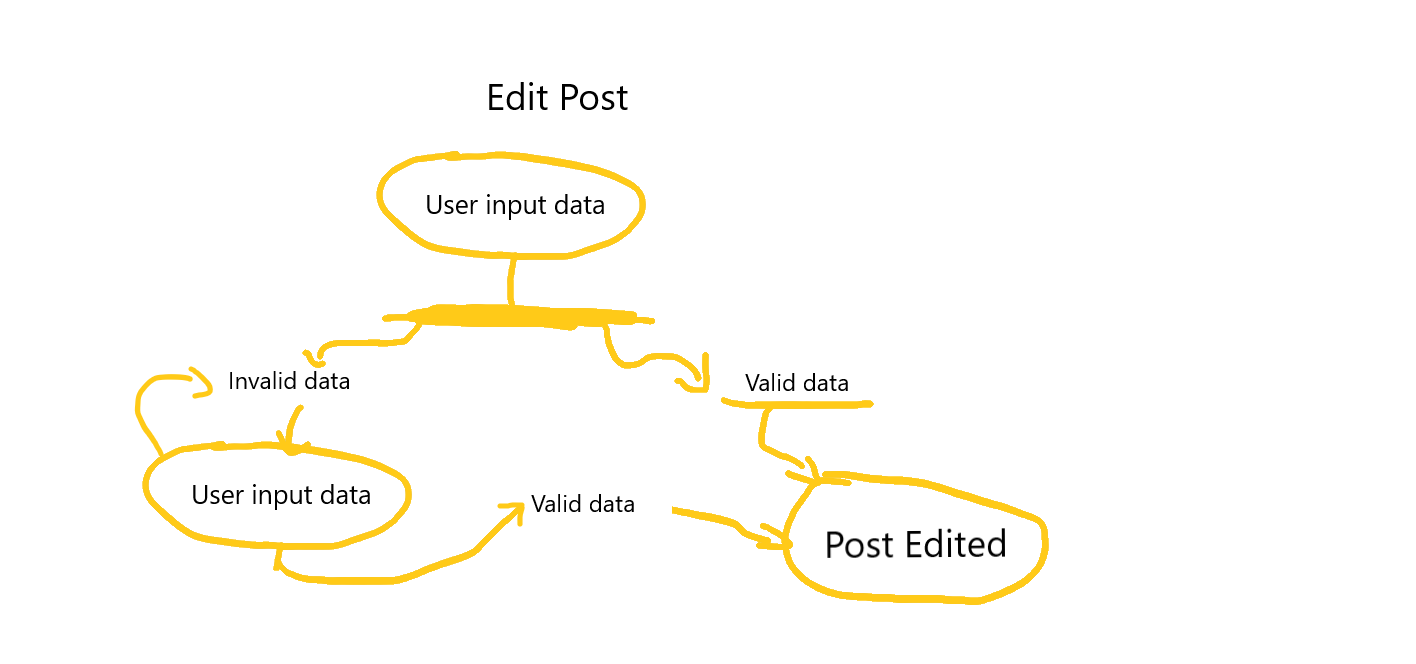 Edit Post
User input data
Invalid data
Valid data
User input data
Valid data
Post Edited